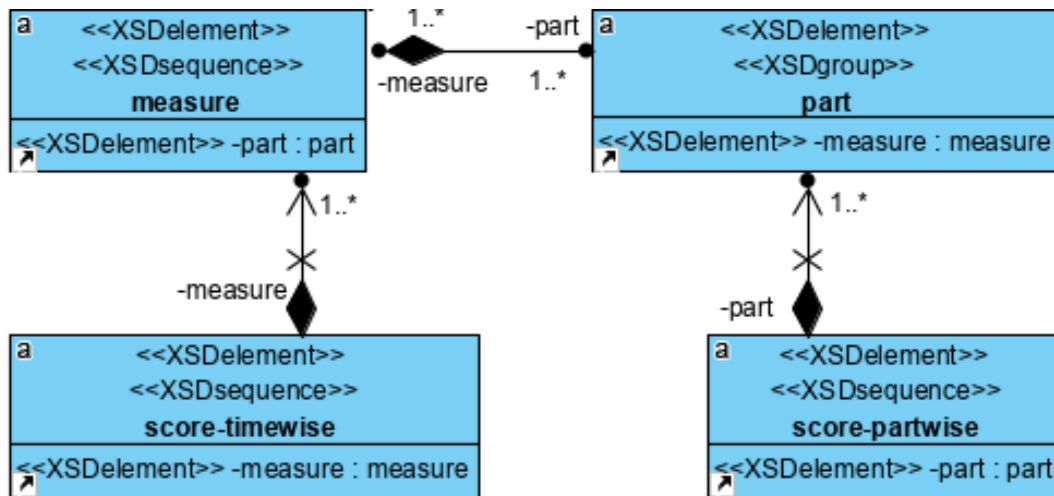 a
<<XSDelement>>
<<XSDsequence>>
measure
<<XSDelement>> -part : part
1..*
-measure
-part
1..*
a
<<XSDelement>>
<<XSDgroup>>
part
<<XSDelement>> -measure : measure
1..*
-measure
1..*
-part
a
<<XSDelement>>
<<XSDsequence>>
score-timewise
<<XSDelement>> -measure : measure
a
<<XSDelement>>
<<XSDsequence>>
score-partwise
<<XSDelement>> -part : part